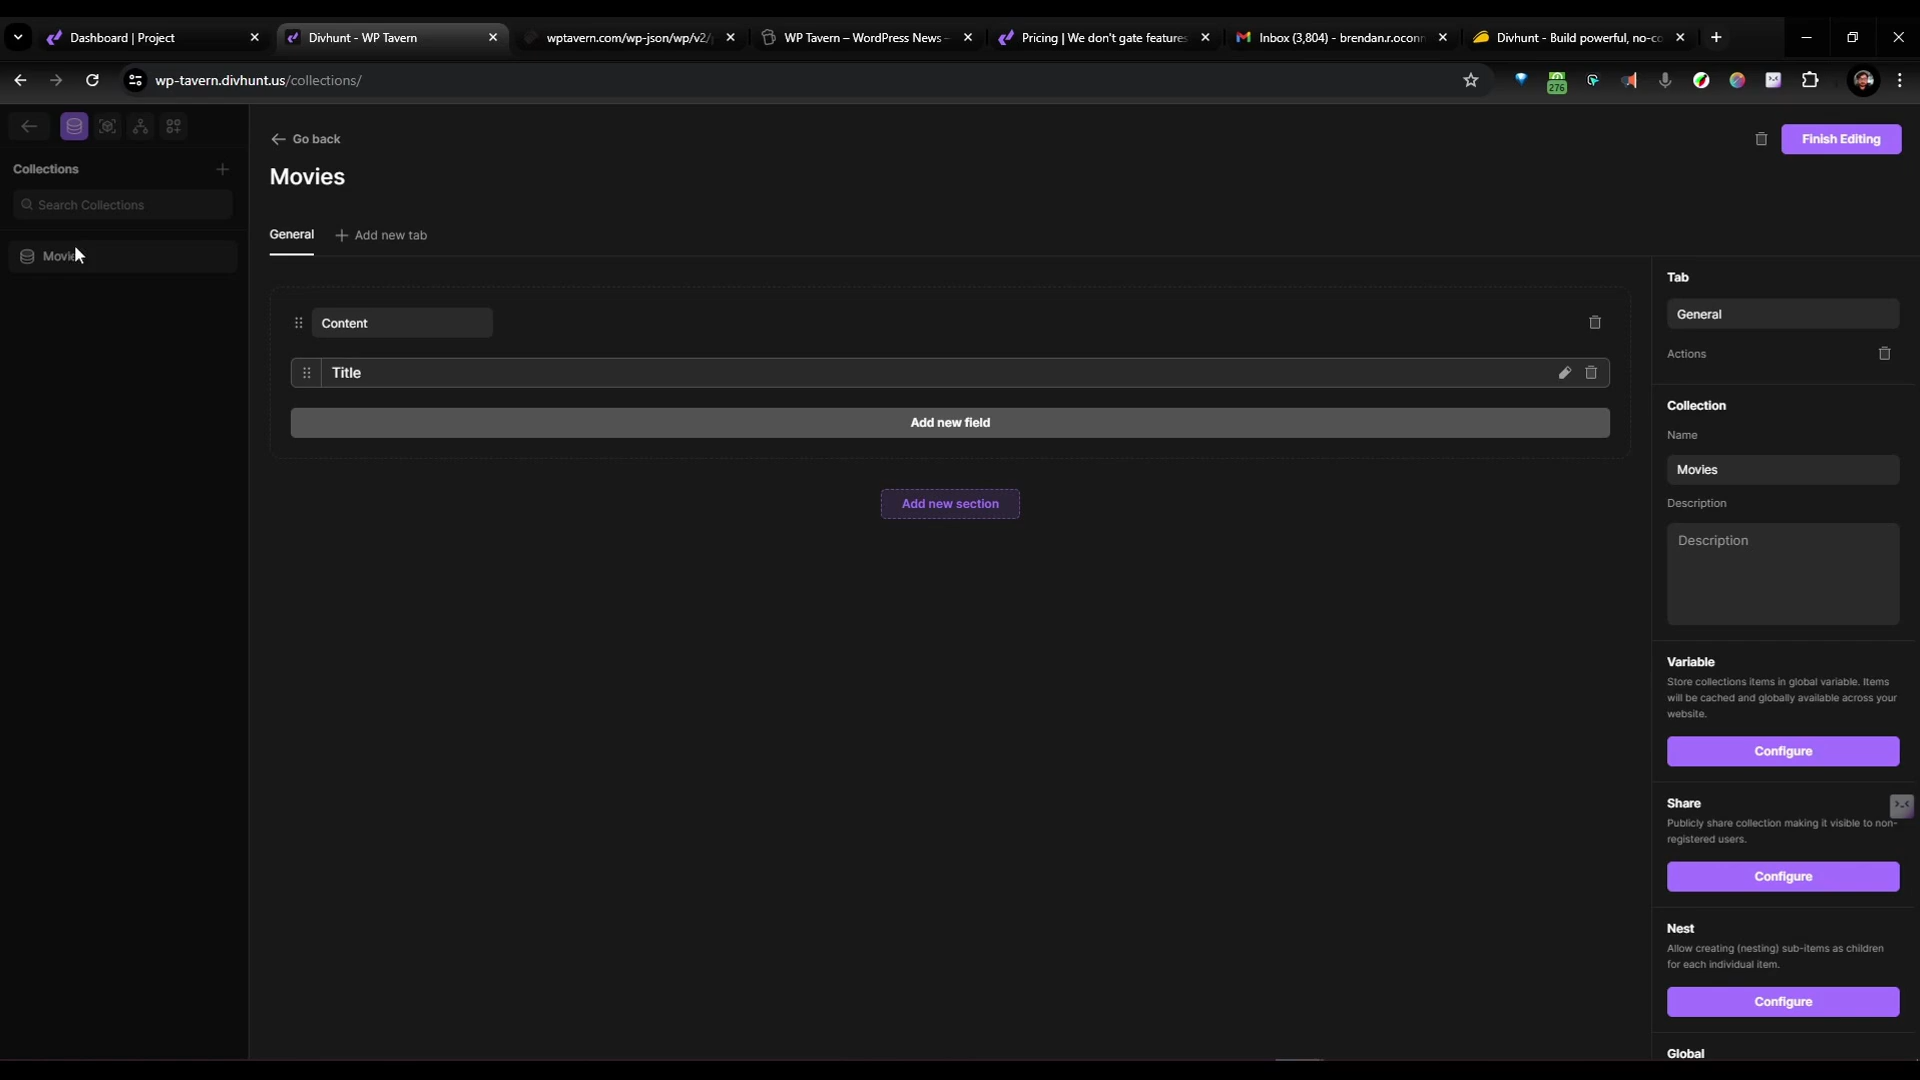 Dashboard | Project
Divhunt - WP Tavern
wptavern.com/wp-json/wp/v2/
WP Tavern – WordPress News –
Pricing | We don't gate features
Inbox (3,804) - brendan.r.oconn
Divhunt - Build powerful, no-co
wp-tavern.divhunt.us/collections/
276
Collections
Search Collections
Go back
Finish Editing
Movies
General
Add new tab
Content
Title
Add new field
Add new section
Tab
General
Actions
Collection
Name
Movies
Description
Description
Variable
Store collections items in global variable. Items
will be cached and globally available across your
website.
Configure
Share
Publicly share collection making it visible to non-
registered users.
Configure
Nest
Allow creating (nesting) sub-items as children
for each individual item.
Configure
Global